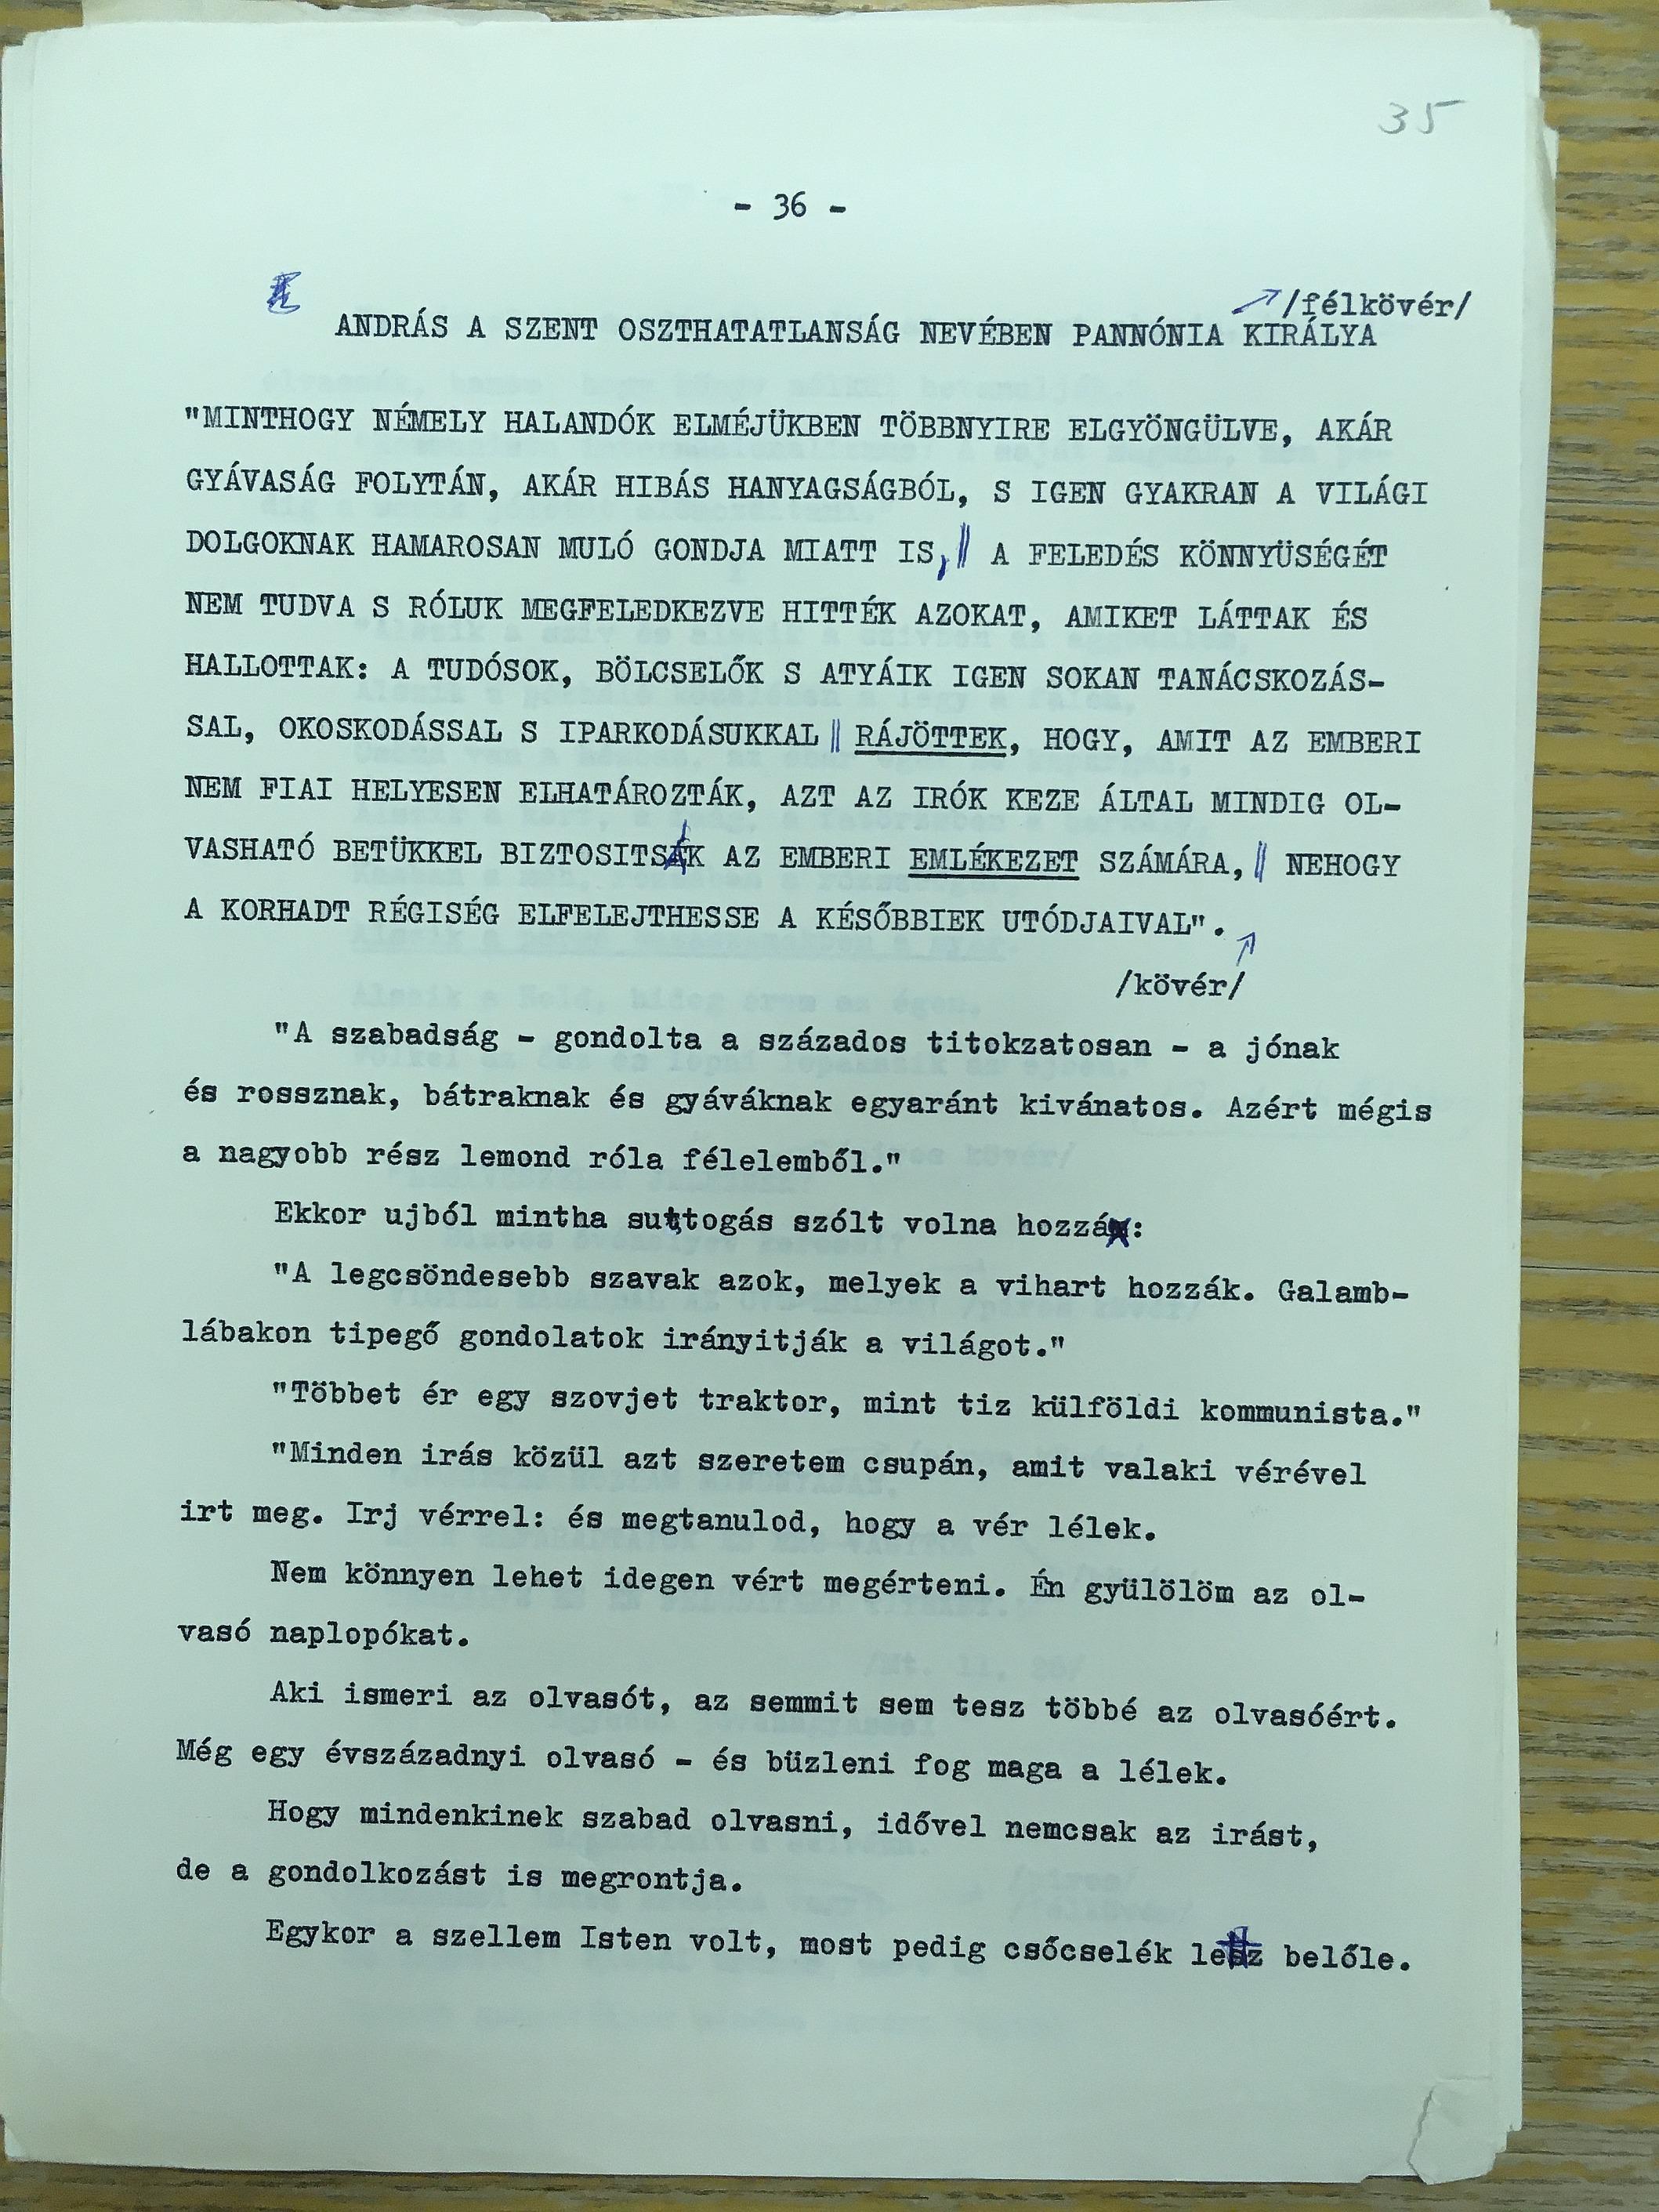 35
- 36 -
/félkövér/
ANDRÁS A SZENT OSZTHATATLANSÁG NEVÉBEN PANNÓNIA KIRÁLYA
"MINTHOGY NÉMELY HALANDÓK ELMÉJÜKBEN TÖBBNYIRE ELGYÖNGÜLVE, AKÁR
GYÁVASÁG FOLYTÁN, AKÁR HIBÁS HANYAGSÁGBÓL, S IGEN GYAKRAN A VILÁGI
DOLGOKNAK HAMAROSAN MULÓ GONDJA MIATT IS, || A FELEDÉS KÖNNYÜSÉGÉT
NEM TUDVA S RÓLUK MEGFELEDKEZVE HITTÉK AZOKAT, AMIKET LÁTTAK ÉS
HALLOTTAK: A TUDÓSOK, BÖLCSELŐK S ATYÁIK IGEN SOKAN TANÁCSKOZÁS-
SAL, OKOSKODÁSSAL S IPARKODÁSUKKAL || RÁJÖTTEK, HOGY, AMIT AZ EMBERI
NEM FIAI HELYESEN ELHATÁROZTÁK, AZT AZ IRÓK KEZE ÁLTAL MINDIG OL-
VASHATÓ BETÜKKEL BIZTOSITSÁK AZ EMBERI EMLÉKEZET SZÁMÁRA, || NEHOGY
A KORHADT RÉGISÉG ELFELEJTHESSE A KÉSŐBBIEK UTÓDJAIVAL".
/kövér/
"A szabadság - gondolta a százados titokzatosan - a jónak
és rossznak, bátraknak és gyáváknak egyaránt kivánatos. Azért mégis
a nagyobb rész lemond róla félelemből."
Ekkor ujból mintha suttogás szólt volna hozzá:
"A legcsöndesebb szavak azok, melyek a vihart hozzák. Galamb-
lábakon tipegő gondolatok irányitják a világot."
"Többet ér egy szovjet traktor, mint tiz külföldi kommunista."
"Minden irás közül azt szeretem csupán, amit valaki vérével
irt meg. Irj vérrel: és megtanulod, hogy a vér lélek.
Nem könnyen lehet idegen vért megérteni. Én gyülölöm az ol-
vasó naplopókat.
Aki ismeri az olvasót, az semmit sem tesz többé az olvasóért.
Még egy évszázadnyi olvasó - és büzleni fog maga a lélek.
Hogy mindenkinek szabad olvasni, idővel nemcsak az irást,
de a gondolkozást is megrontja.
Egykor a szellem Isten volt, most pedig csőcselék lesz belőle.